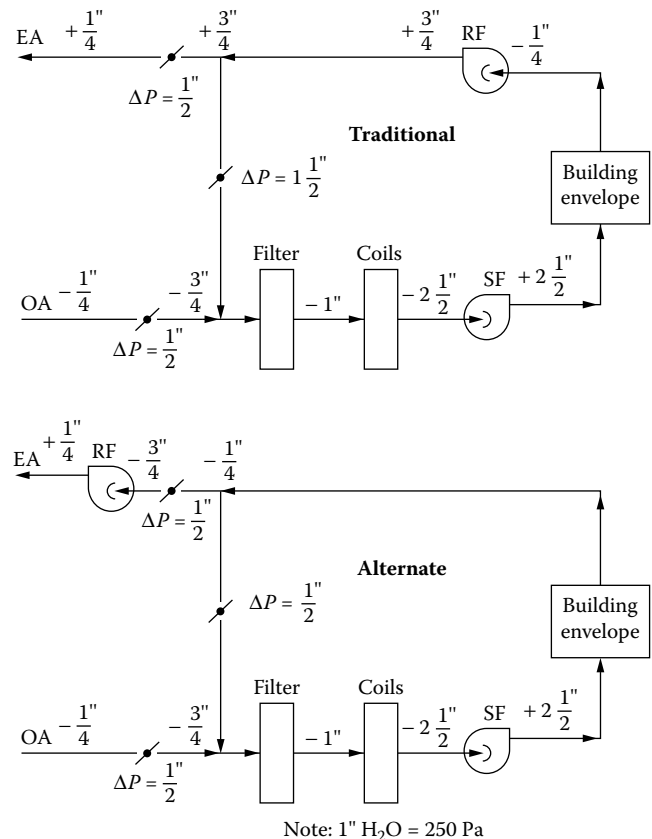 EA +1/4" +3/4" +3/4" RF −1/4"
ΔP = 1/2"
Traditional
ΔP = 1 1/2"
Building
envelope
Filter Coils
OA −1/4" −3/4" −1" −2 1/2" SF +2 1/2"
ΔP = 1/2"
EA +1/4" RF −3/4" −1/4"
ΔP = 1/2"
Alternate
ΔP = 1/2"
Building
envelope
Filter Coils
OA −1/4" −3/4" −1" −2 1/2" SF +2 1/2"
ΔP = 1/2"
Note: 1" H₂O = 250 Pa